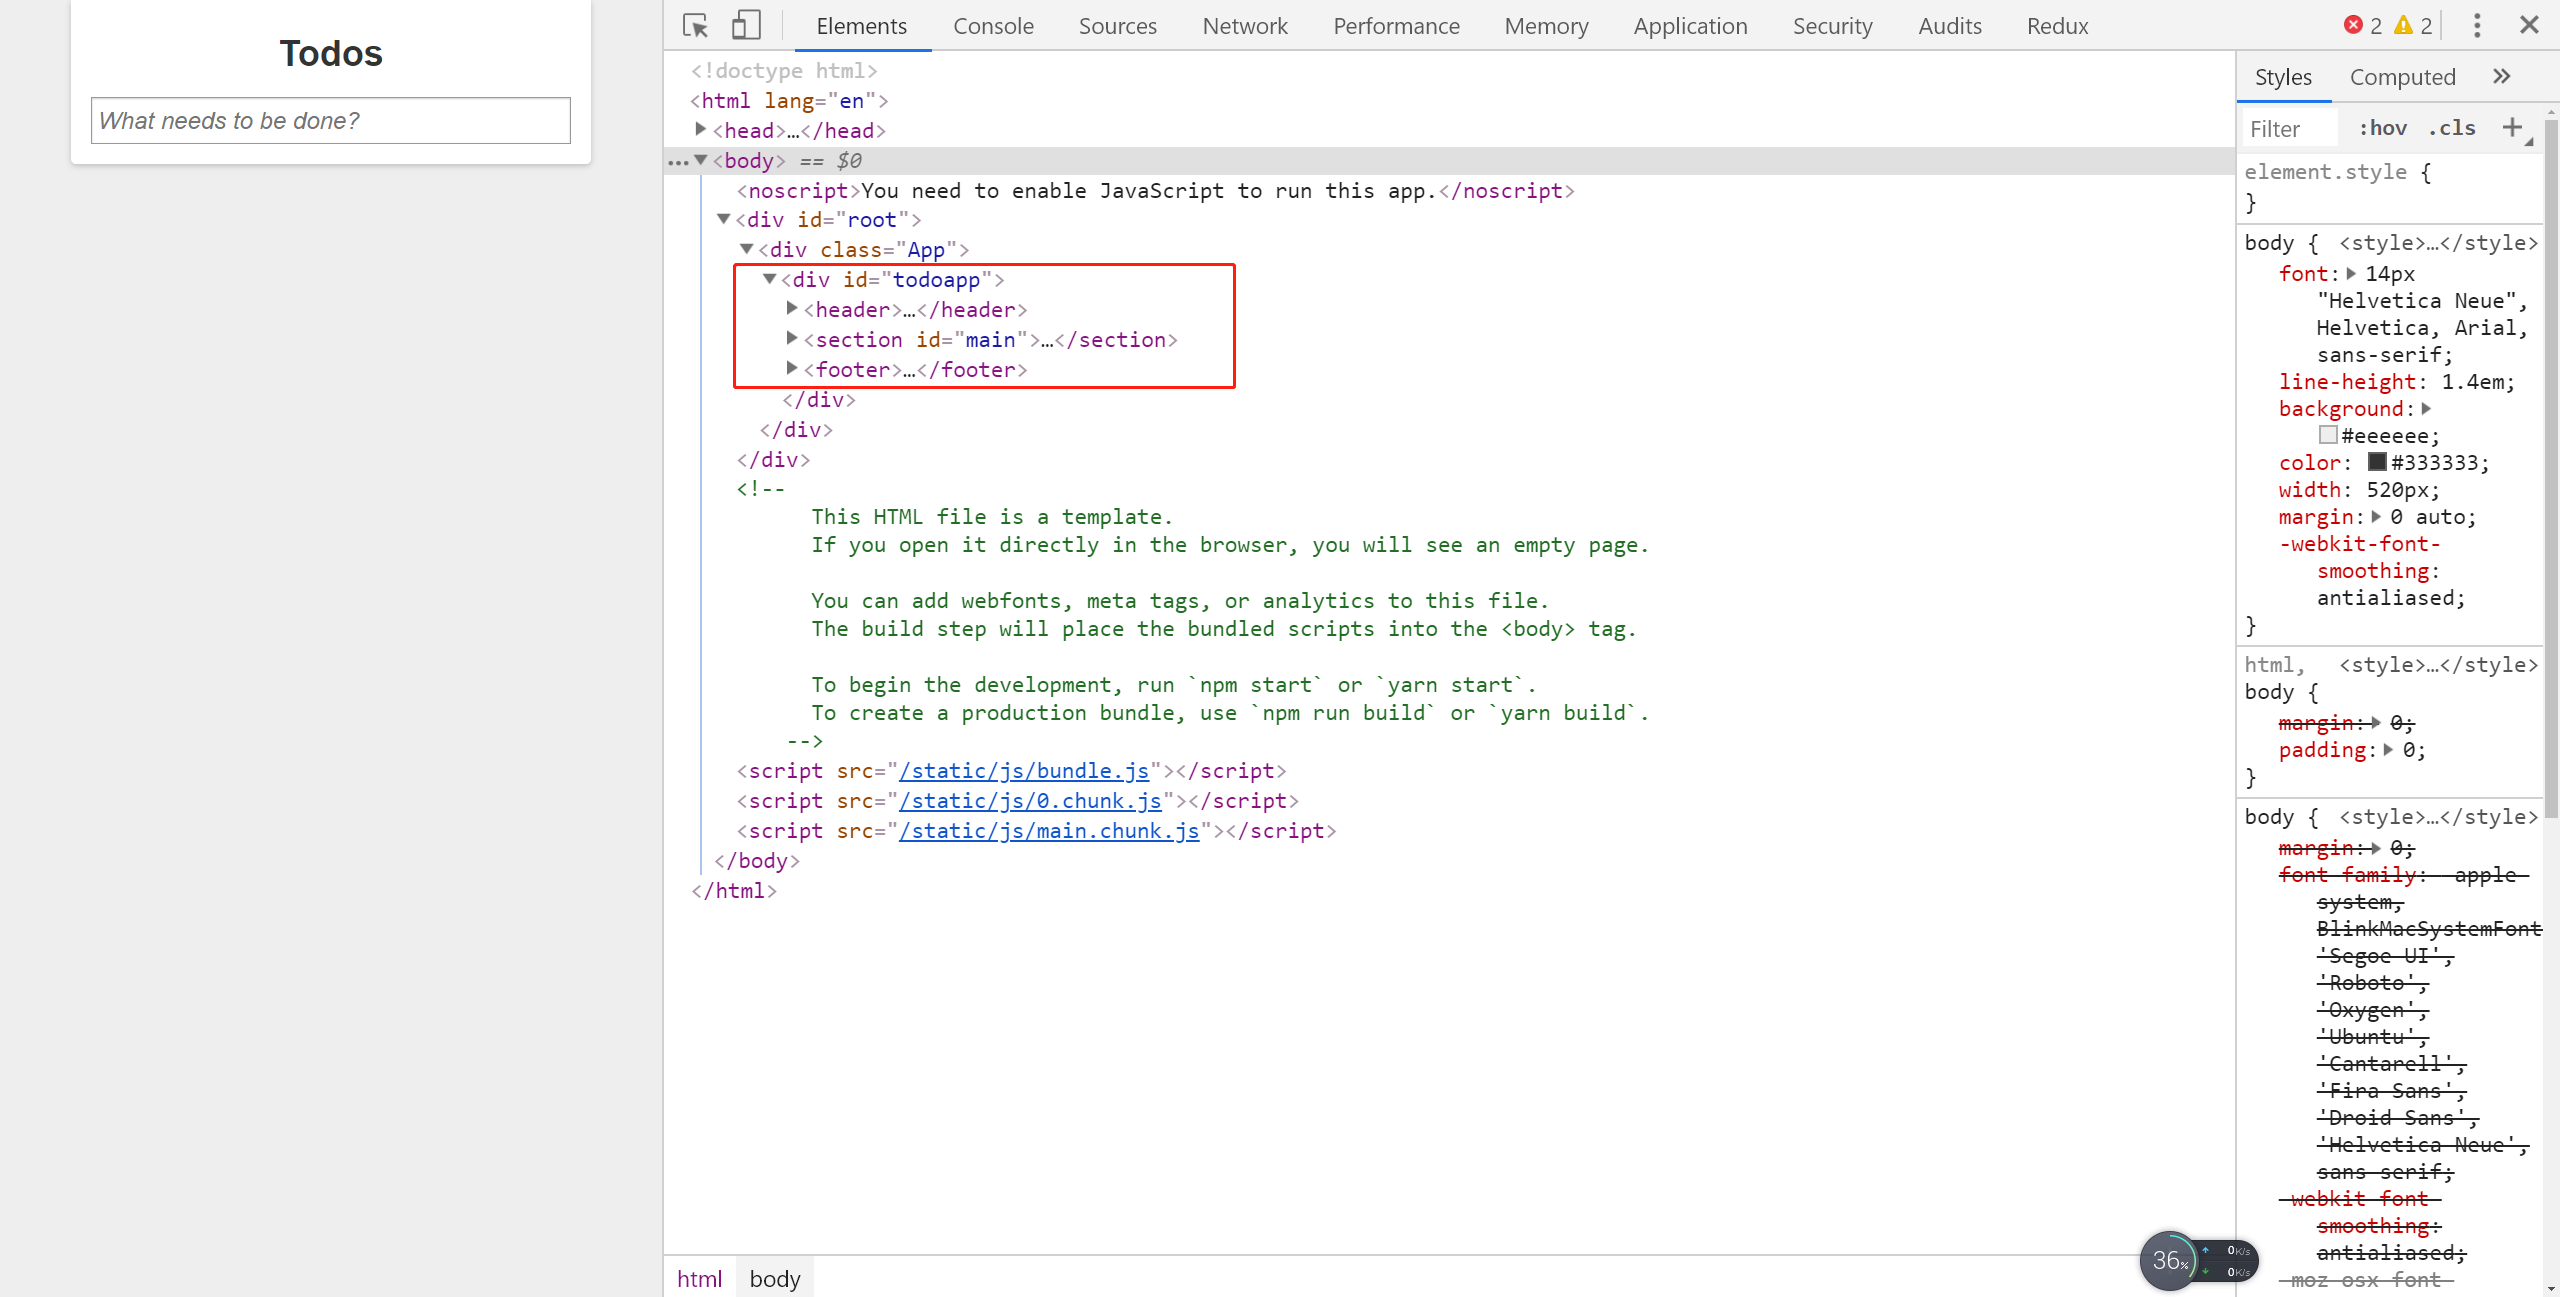 Todos
What needs to be done?
Elements Console Sources Network Performance Memory Application Security Audits Redux 2 2
<!doctype html>
<html lang="en">
<head>…</head>
…<body> == $0
<noscript>You need to enable JavaScript to run this app.</noscript>
<div id="root">
<div class="App">
<div id="todoapp">
<header>…</header>
<section id="main">…</section>
<footer>…</footer>
</div>
</div>
</div>
<!--
This HTML file is a template.
If you open it directly in the browser, you will see an empty page.
You can add webfonts, meta tags, or analytics to this file.
The build step will place the bundled scripts into the <body> tag.
To begin the development, run `npm start` or `yarn start`.
To create a production bundle, use `npm run build` or `yarn build`.
-->
<script src="/static/js/bundle.js"></script>
<script src="/static/js/0.chunk.js"></script>
<script src="/static/js/main.chunk.js"></script>
</body>
</html>
html body
Styles Computed »
Filter :hov .cls +
element.style {
}
body { <style>…</style>
font: 14px
"Helvetica Neue",
Helvetica, Arial,
sans-serif;
line-height: 1.4em;
background:
#eeeeee;
color: #333333;
width: 520px;
margin: 0 auto;
-webkit-font-
smoothing:
antialiased;
}
html, <style>…</style>
body {
margin: 0;
padding: 0;
}
body { <style>…</style>
margin: 0;
font-family: -apple-
system,
BlinkMacSystemFont
'Segoe UI',
'Roboto',
'Oxygen',
'Ubuntu',
'Cantarell',
'Fira Sans',
'Droid Sans',
'Helvetica Neue',
sans-serif;
-webkit-font-
smoothing:
antialiased;
-moz-osx-font-
36%
0K/s
0K/s